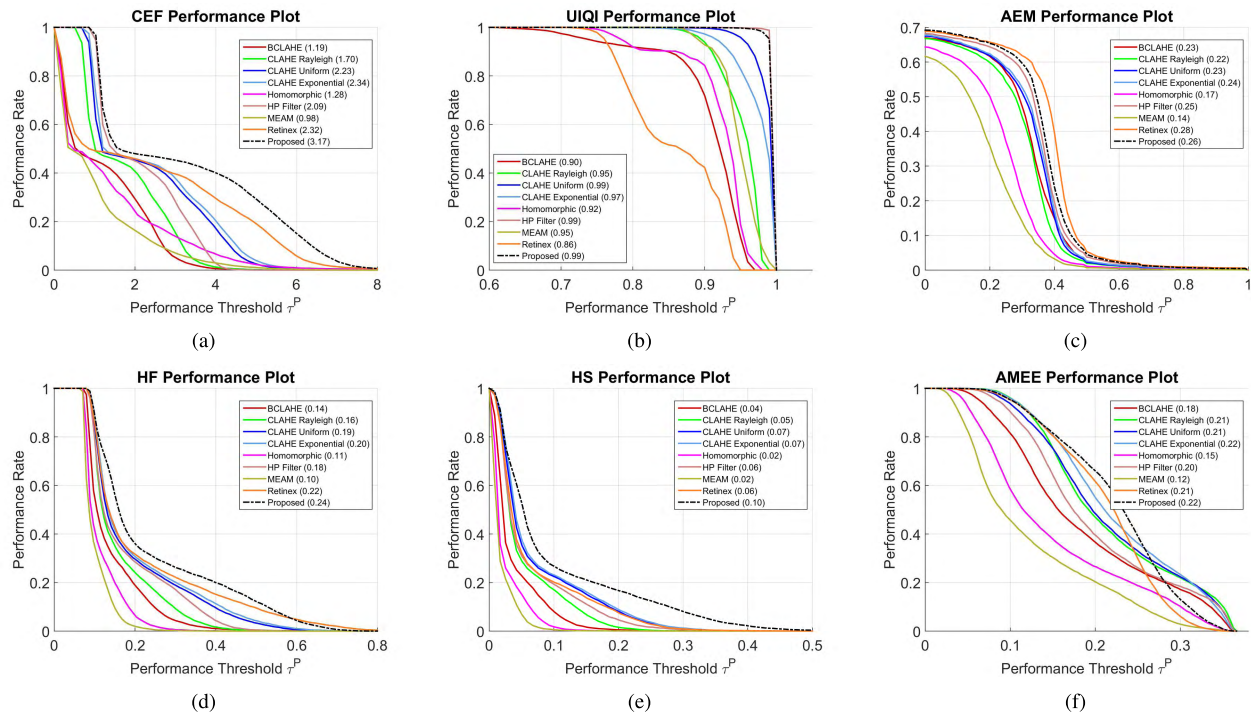 CEF Performance Plot
Performance Rate
1
0.8
0.6
0.4
0.2
0
0
2
4
6
8
Performance Threshold τᴾ
BCLAHE (1.19)
CLAHE Rayleigh (1.70)
CLAHE Uniform (2.23)
CLAHE Exponential (2.34)
Homomorphic (1.28)
HP Filter (2.09)
MEAM (0.98)
Retinex (2.32)
Proposed (3.17)
(a)
UIQI Performance Plot
Performance Rate
1
0.8
0.6
0.4
0.2
0
0.6
0.7
0.8
0.9
1
Performance Threshold τᴾ
BCLAHE (0.90)
CLAHE Rayleigh (0.95)
CLAHE Uniform (0.99)
CLAHE Exponential (0.97)
Homomorphic (0.92)
HP Filter (0.99)
MEAM (0.95)
Retinex (0.86)
Proposed (0.99)
(b)
AEM Performance Plot
Performance Rate
0.7
0.6
0.5
0.4
0.3
0.2
0.1
0
0
0.2
0.4
0.6
0.8
1
Performance Threshold τᴾ
BCLAHE (0.23)
CLAHE Rayleigh (0.22)
CLAHE Uniform (0.23)
CLAHE Exponential (0.24)
Homomorphic (0.17)
HP Filter (0.25)
MEAM (0.14)
Retinex (0.28)
Proposed (0.26)
(c)
HF Performance Plot
Performance Rate
1
0.8
0.6
0.4
0.2
0
0
0.2
0.4
0.6
0.8
Performance Threshold τᴾ
BCLAHE (0.14)
CLAHE Rayleigh (0.16)
CLAHE Uniform (0.19)
CLAHE Exponential (0.20)
Homomorphic (0.11)
HP Filter (0.18)
MEAM (0.10)
Retinex (0.22)
Proposed (0.24)
(d)
HS Performance Plot
Performance Rate
1
0.8
0.6
0.4
0.2
0
0
0.1
0.2
0.3
0.4
0.5
Performance Threshold τᴾ
BCLAHE (0.04)
CLAHE Rayleigh (0.05)
CLAHE Uniform (0.07)
CLAHE Exponential (0.07)
Homomorphic (0.02)
HP Filter (0.06)
MEAM (0.02)
Retinex (0.06)
Proposed (0.10)
(e)
AMEE Performance Plot
Performance Rate
1
0.8
0.6
0.4
0.2
0
0
0.1
0.2
0.3
Performance Threshold τᴾ
BCLAHE (0.18)
CLAHE Rayleigh (0.21)
CLAHE Uniform (0.21)
CLAHE Exponential (0.22)
Homomorphic (0.15)
HP Filter (0.20)
MEAM (0.12)
Retinex (0.21)
Proposed (0.22)
(f)